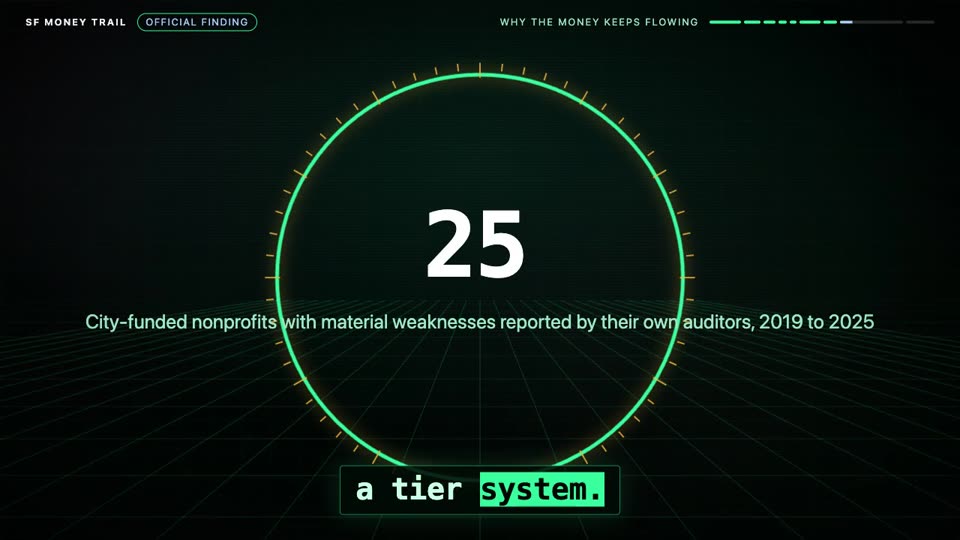 SF MONEY TRAIL
OFFICIAL FINDING
WHY THE MONEY KEEPS FLOWING
25
City-funded nonprofits with material weaknesses reported by their own auditors, 2019 to 2025
a tier system.